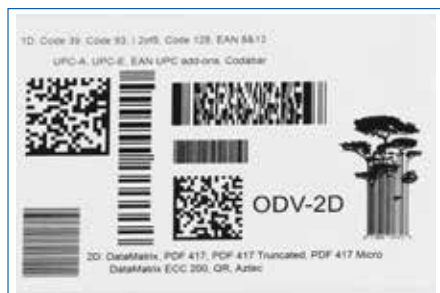 1D: Code 39, Code 93, I 2of5, Code 128, EAN 8&13
UPC-A, UPC-E, EAN UPC add-ons, Codabar
ODV-2D
2D: DataMatrix, PDF 417, PDF 417 Truncated, PDF 417 Micro
DataMatrix ECC 200, QR, Aztec